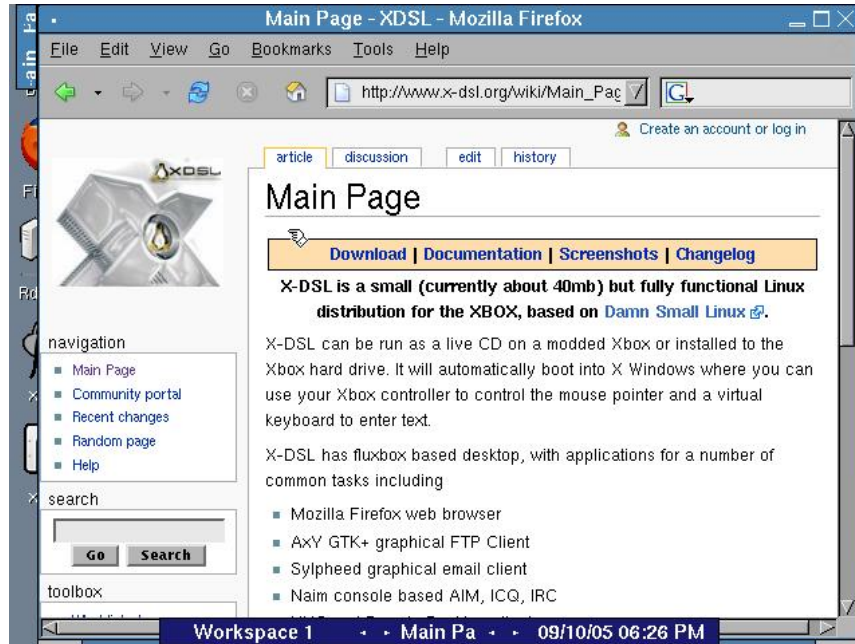 Main Page - XDSL - Mozilla Firefox
File Edit View Go Bookmarks Tools Help
http://www.x-dsl.org/wiki/Main_Pag
G
Create an account or log in
XDSL
article discussion edit history
Main Page
Download | Documentation | Screenshots | Changelog
X-DSL is a small (currently about 40mb) but fully functional Linux
distribution for the XBOX, based on Damn Small Linux.
X-DSL can be run as a live CD on a modded Xbox or installed to the
Xbox hard drive. It will automatically boot into X Windows where you can
use your Xbox controller to control the mouse pointer and a virtual
keyboard to enter text.
X-DSL has fluxbox based desktop, with applications for a number of
common tasks including
Mozilla Firefox web browser
AxY GTK+ graphical FTP Client
Sylpheed graphical email client
Naim console based AIM, ICQ, IRC
navigation
Main Page
Community portal
Recent changes
Random page
Help
search
Go Search
toolbox
Workspace 1 Main Pa 09/10/05 06:26 PM